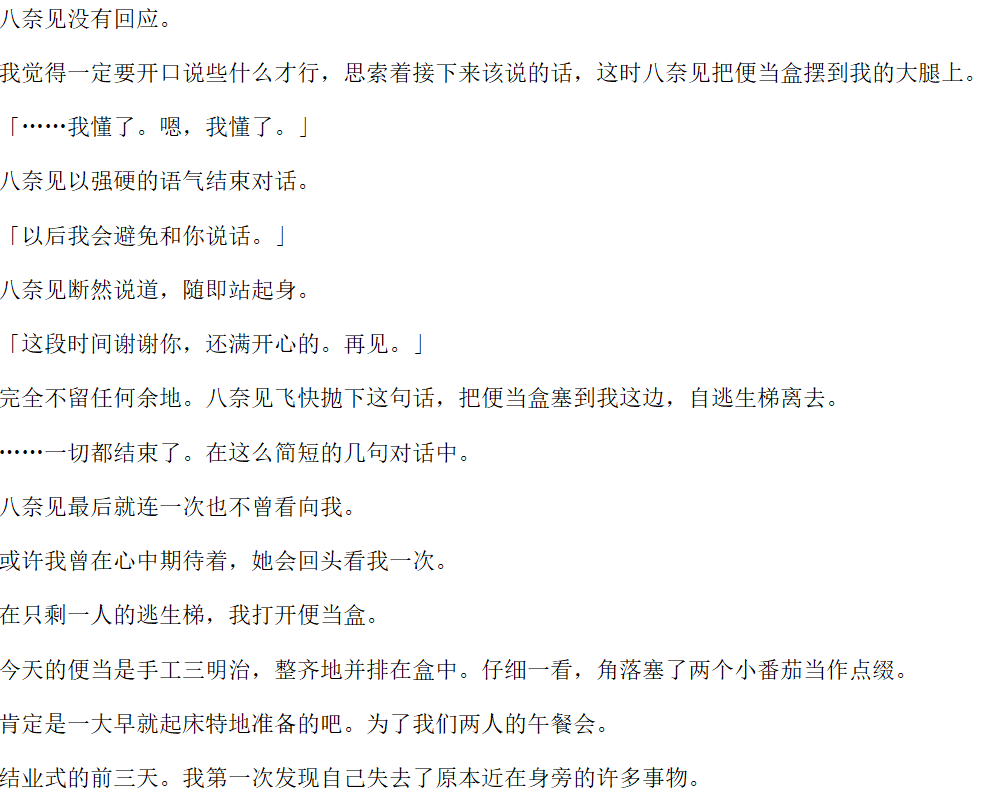 八奈见没有回应。
我觉得一定要开口说些什么才行，思索着接下来该说的话，这时八奈见把便当盒摆到我的大腿上。
「……我懂了。嗯，我懂了。」
八奈见以强硬的语气结束对话。
「以后我会避免和你说话。」
八奈见断然说道，随即站起身。
「这段时间谢谢你，还满开心的。再见。」
完全不留任何余地。八奈见飞快抛下这句话，把便当盒塞到我这边，自逃生梯离去。
……一切都结束了。在这么简短的几句对话中。
八奈见最后就连一次也不曾看向我。
或许我曾在心中期待着，她会回头看我一次。
在只剩一人的逃生梯，我打开便当盒。
今天的便当是手工三明治，整齐地并排在盒中。仔细一看，角落塞了两个小番茄当作点缀。
肯定是一大早就起床特地准备的吧。为了我们两人的午餐会。
结业式的前三天。我第一次发现自己失去了原本近在身旁的许多事物。